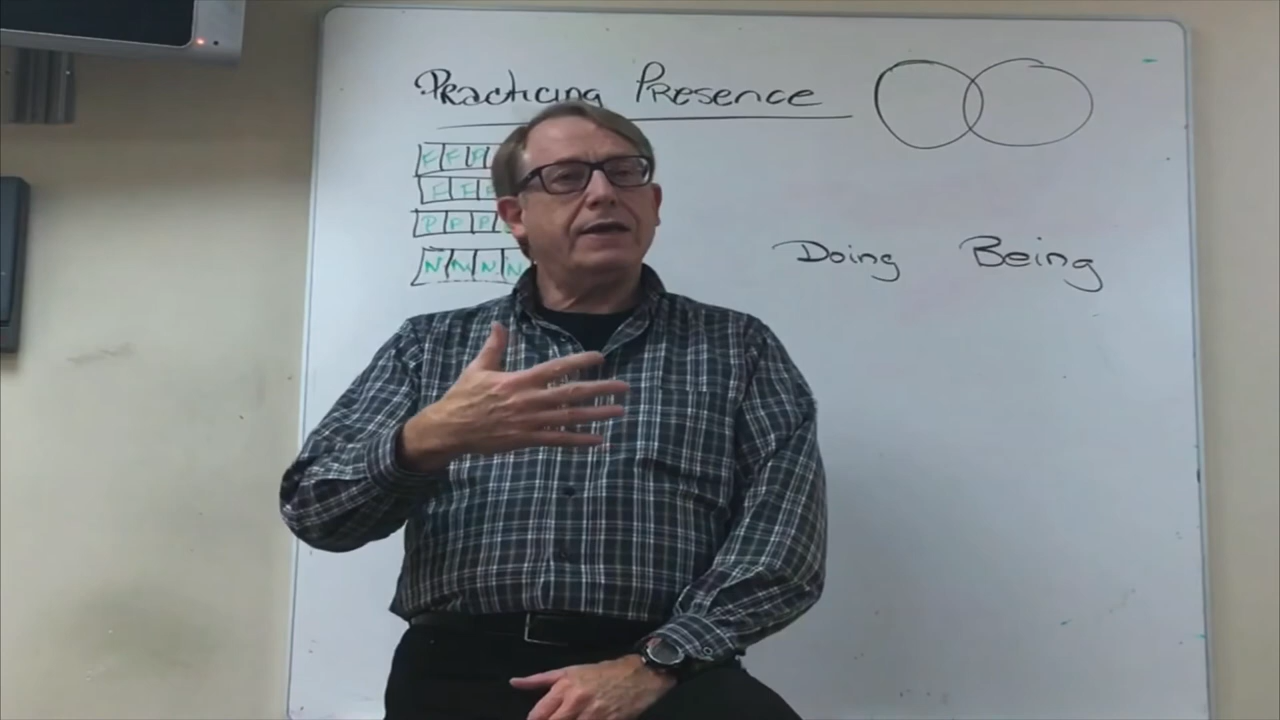 Practicing Presence
F F P
F F F
P P P
N N N N
Doing Being